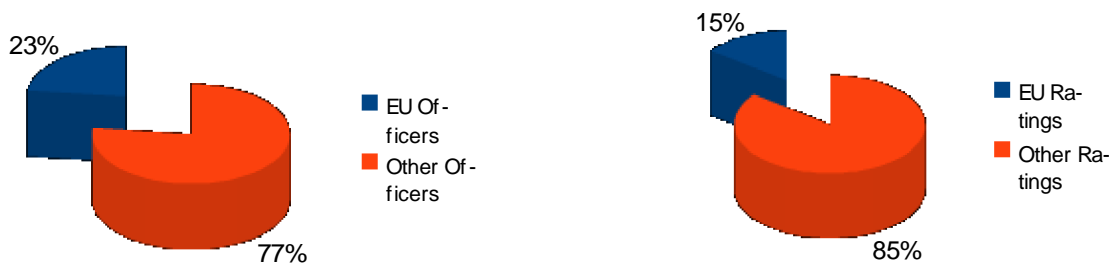 23%
EU Of-
ficers
Other Of-
ficers
77%
15%
EU Ra-
tings
Other Ra-
tings
85%